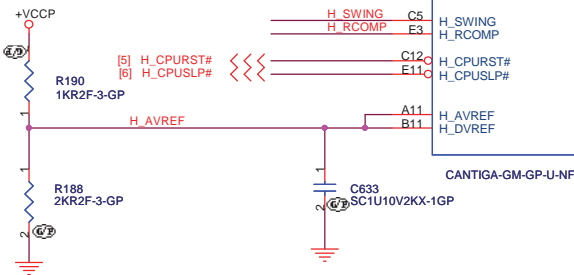 +VCCP
H_SWING C5 H_SWING
H_RCOMP E3 H_RCOMP
[5] H_CPURST# C12 H_CPURST#
[6] H_CPUSLP# E11 H_CPUSLP#
G/P
R190
1KR2F-3-GP
1
H_AVREF A11 H_AVREF
B11 H_DVREF
CANTIGA-GM-GP-U-NF
1
R188
2KR2F-3-GP
2 G/P
1
C633
SC1U10V2KX-1GP
2 G/P